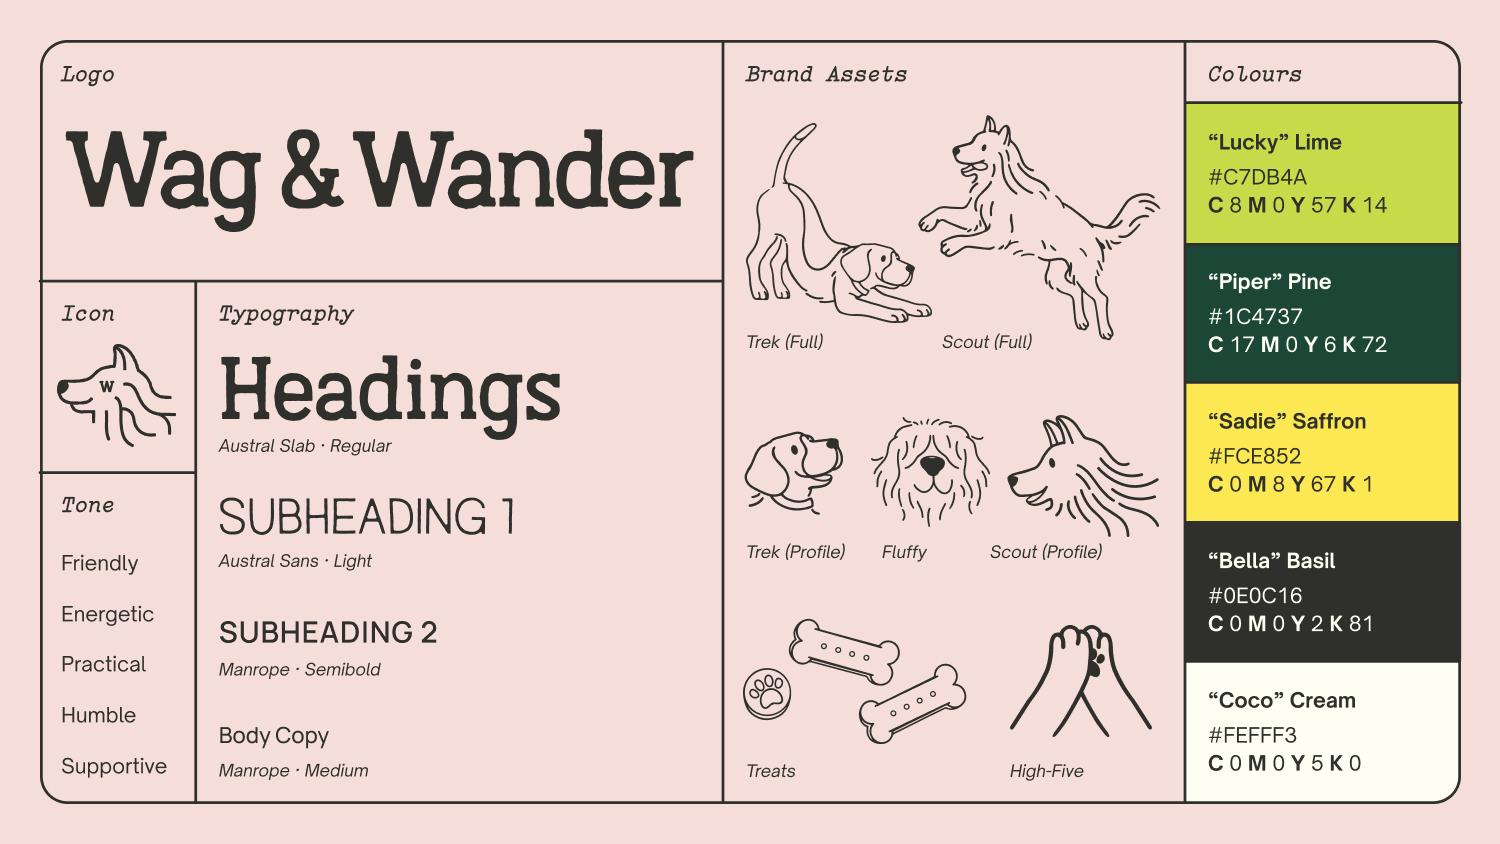 Logo
Wag & Wander
Icon
W
Tone
Friendly
Energetic
Practical
Humble
Supportive
Typography
Headings
Austral Slab · Regular
SUBHEADING 1
Austral Sans · Light
SUBHEADING 2
Manrope · Semibold
Body Copy
Manrope · Medium
Brand Assets
Trek (Full)
Scout (Full)
Trek (Profile)
Fluffy
Scout (Profile)
Treats
High-Five
Colours
“Lucky” Lime
#C7DB4A
C 8 M 0 Y 57 K 14
“Piper” Pine
#1C4737
C 17 M 0 Y 6 K 72
“Sadie” Saffron
#FCE852
C 0 M 8 Y 67 K 1
“Bella” Basil
#0E0C16
C 0 M 0 Y 2 K 81
“Coco” Cream
#FEFFF3
C 0 M 0 Y 5 K 0